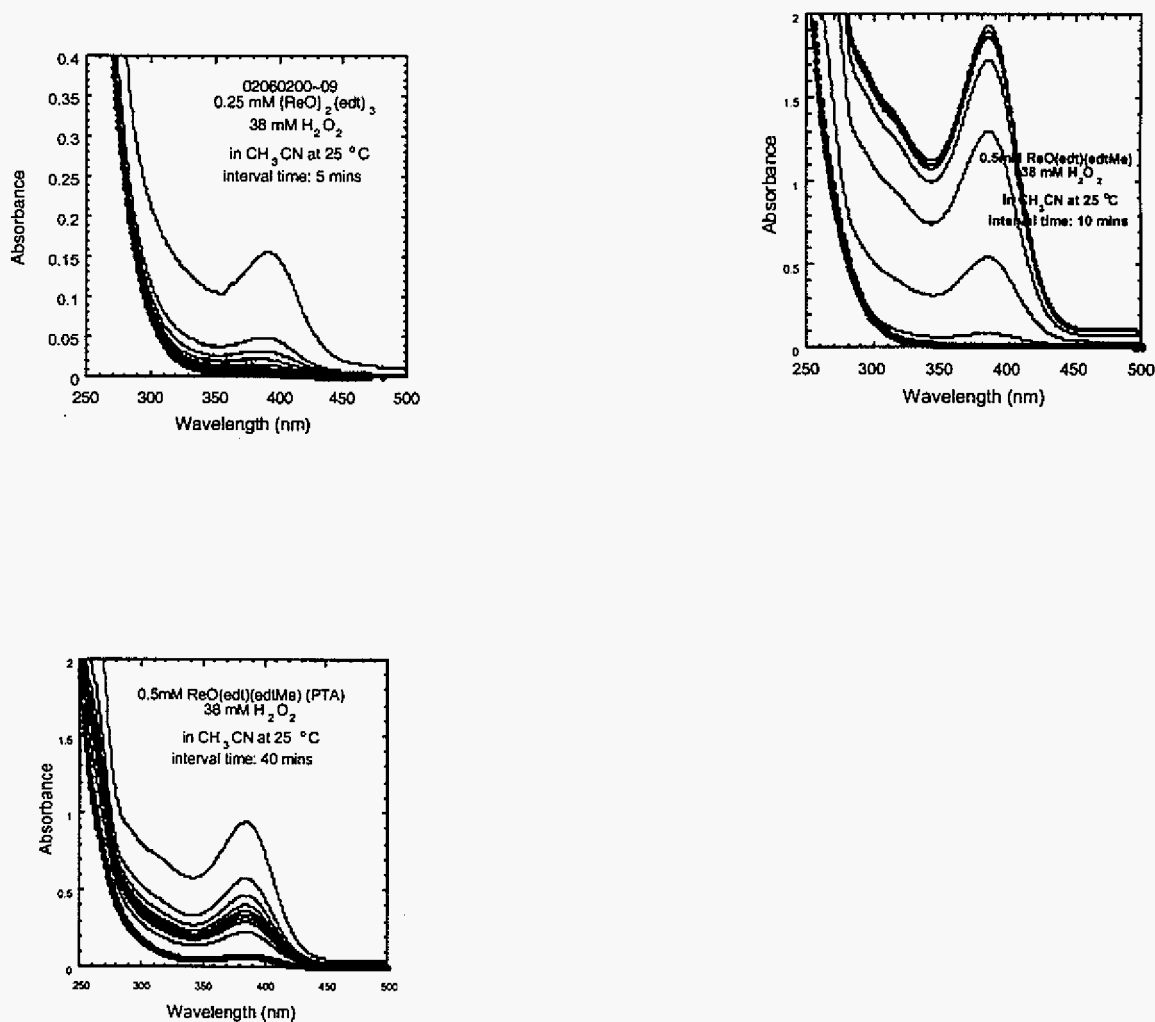 0.4
0.35
0.3
0.25
0.2
0.15
0.1
0.05
0
Absorbance
02060200~09
0.25 mM (ReO)2(edt)3
38 mM H2O2
in CH3CN at 25 °C
interval time: 5 mins
250 300 350 400 450 500
Wavelength (nm)
2
1.5
1
0.5
0
Absorbance
0.5mM ReO(edt)(edtMe)
38 mM H2O2
in CH3CN at 25 °C
interval time: 10 mins
250 300 350 400 450 500
Wavelength (nm)
2
1.5
1
0.5
0
Absorbance
0.5mM ReO(edt)(edtMe) (PTA)
38 mM H2O2
in CH3CN at 25 °C
interval time: 40 mins
250 300 350 400 450 500
Wavelength (nm)